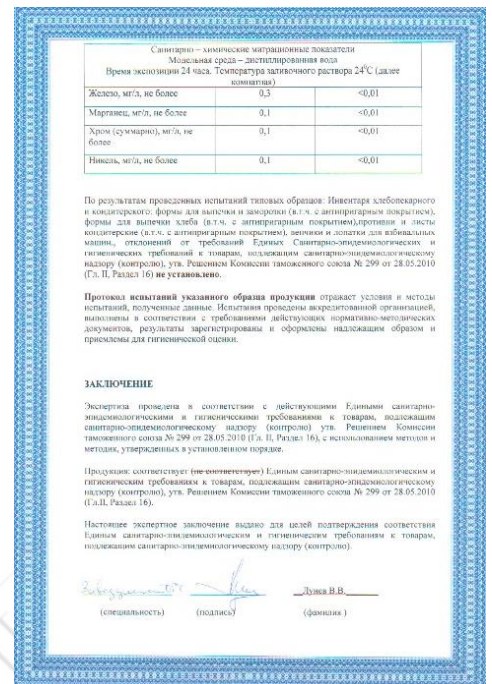 Санитарно – химические миграционные показатели
Модельная среда – дистиллированная вода
Время экспозиции 24 часа. Температура заливочного раствора 24⁰С (далее
комнатная)
Железо, мг/л, не более 0,3 <0,01
Марганец, мг/л, не более 0,1 <0,01
Хром (суммарно), мг/л, не
более 0,1 <0,01
Никель, мг/л, не более 0,1 <0,01
По результатам проведенных испытаний типовых образцов: Инвентаря хлебопекарного
и кондитерского: формы для выпечки и заморозки (в.т.ч. с антипригарным покрытием),
формы для выпечки хлеба (в.т.ч. с антипригарным покрытием),противни и листы
кондитерские (в.т.ч. с антипригарным покрытием), венчики и лопатки для взбивальных
машин., отклонений от требований Единых Санитарно-эпидемиологических и
гигиенических требований к товарам, подлежащим санитарно-эпидемиологическому
надзору (контролю), утв. Решением Комиссии таможенного союза № 299 от 28.05.2010
(Гл. II, Раздел 16) не установлено.
Протокол испытаний указанного образца продукции отражает условия и методы
испытаний, полученные данные. Испытания проведены аккредитованной организацией,
выполнены в соответствии с требованиями действующих нормативно-методических
документов, результаты зарегистрированы и оформлены надлежащим образом и
приемлемы для гигиенической оценки.
ЗАКЛЮЧЕНИЕ
Экспертиза проведена в соответствии с действующими Едиными санитарно-
эпидемиологическими и гигиеническими требованиями к товарам, подлежащим
санитарно-эпидемиологическому надзору (контролю) утв. Решением Комиссии
таможенного союза № 299 от 28.05.2010 (Гл. II, Раздел 16), с использованием методов и
методик, утвержденных в установленном порядке.
Продукция: соответствует (не соответствует) Единым санитарно-эпидемиологическим и
гигиеническим требованиям к товарам, подлежащим санитарно-эпидемиологическому
надзору (контролю), утв. Решением Комиссии таможенного союза № 299 от 28.05.2010
(Гл.II, Раздел 16).
Настоящее экспертное заключение выдано для целей подтверждения соответствия
Единым санитарно-эпидемиологическим и гигиеническим требованиям к товарам,
подлежащим санитарно-эпидемиологическому надзору (контролю).
Лунев В.В.
(специальность) (подпись) (фамилия )